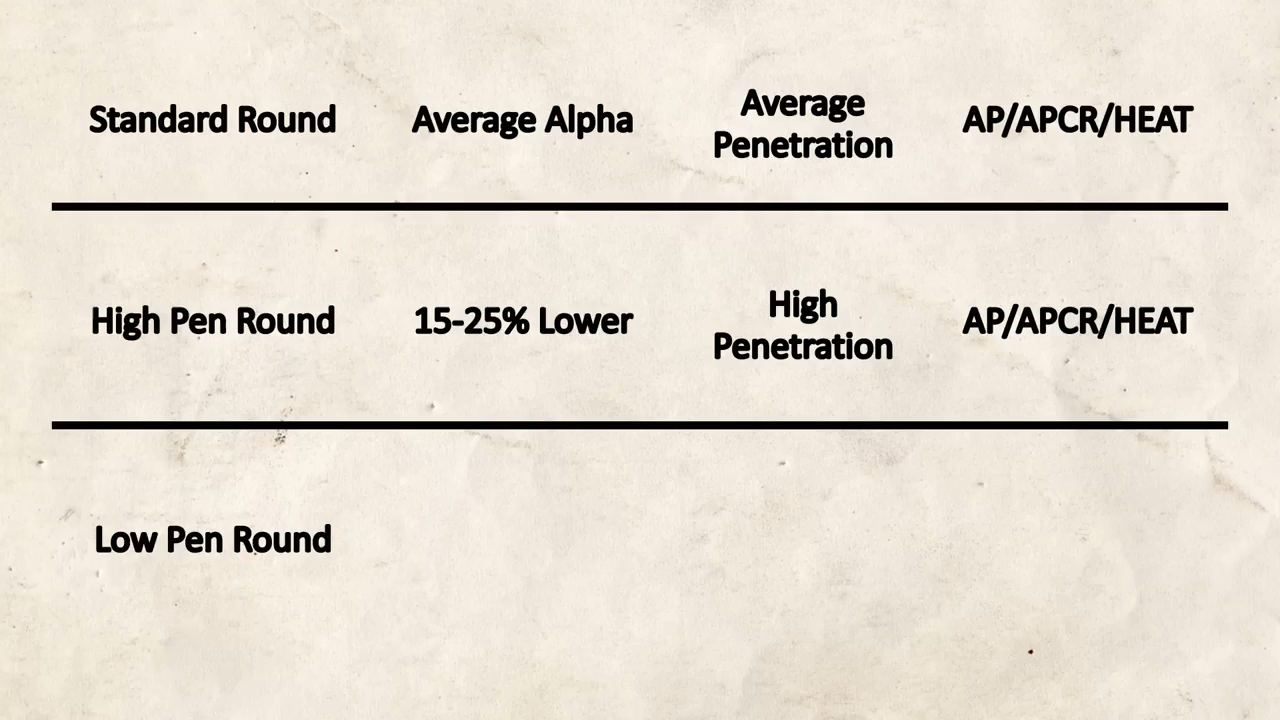 Standard Round
Average Alpha
Average
Penetration
AP/APCR/HEAT
High Pen Round
15-25% Lower
High
Penetration
AP/APCR/HEAT
Low Pen Round